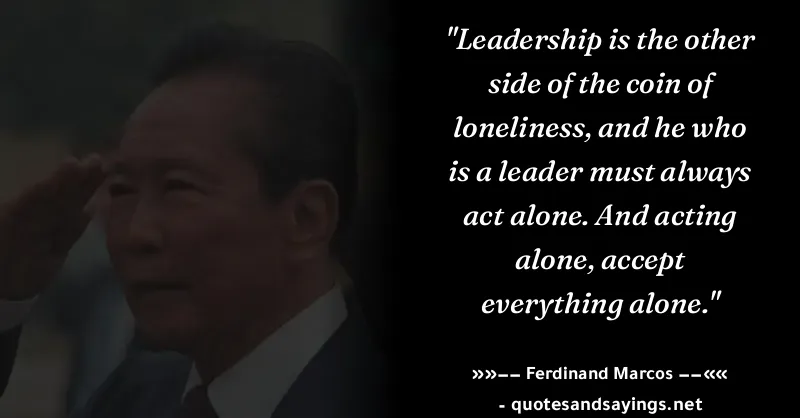 "Leadership is the other
side of the coin of
loneliness, and he who
is a leader must always
act alone. And acting
alone, accept
everything alone."
»»−− Ferdinand Marcos −−««
- quotesandsayings.net